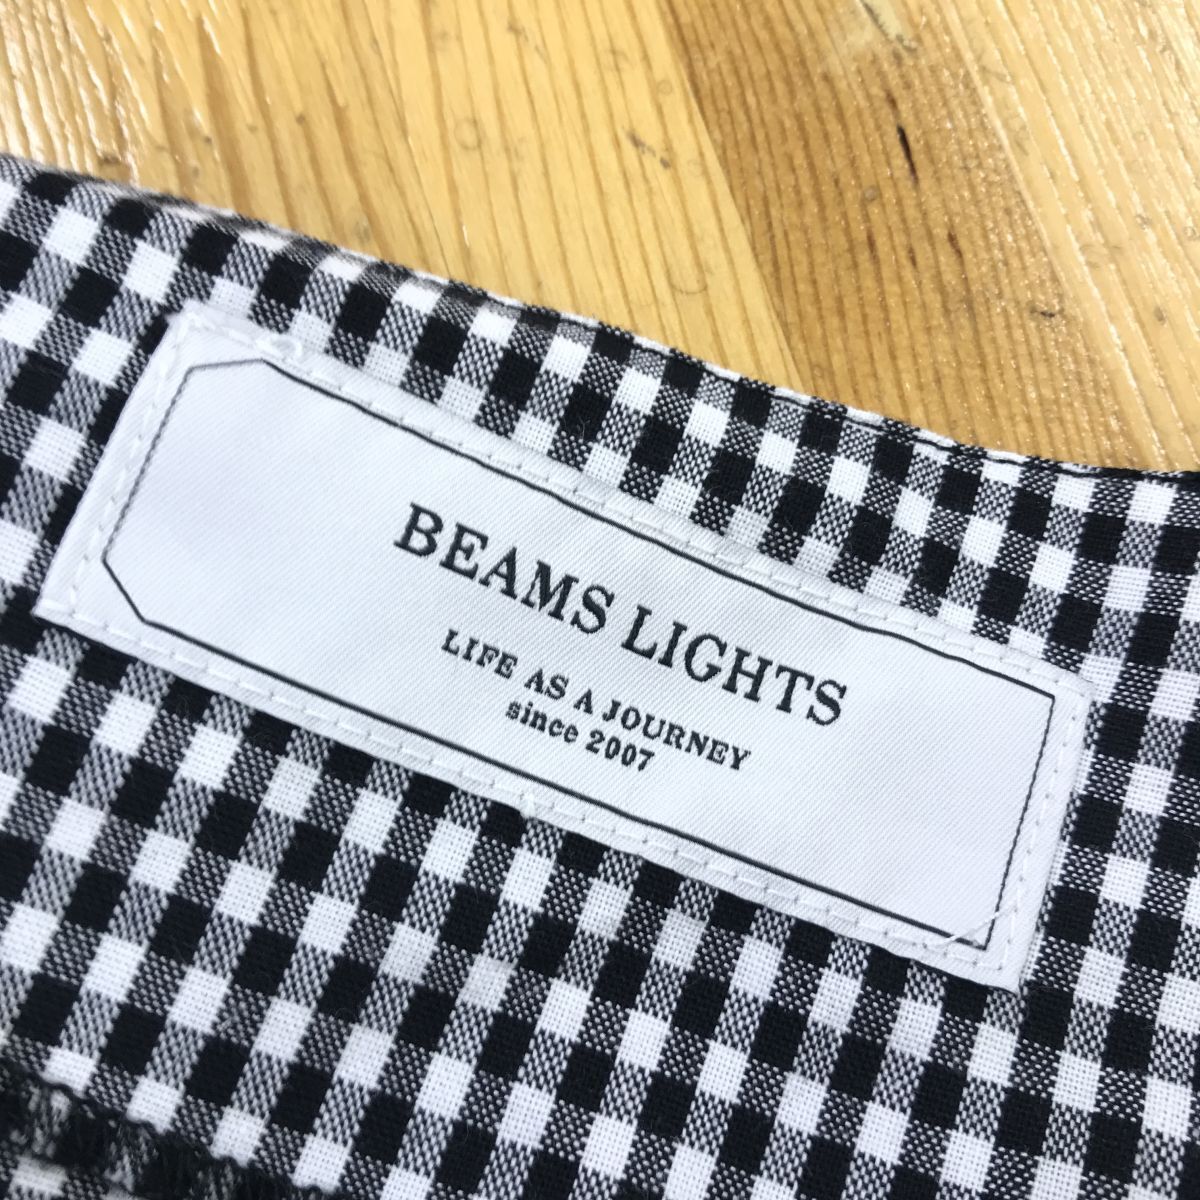 BEAMS LIGHTS
LIFE AS A JOURNEY
since 2007